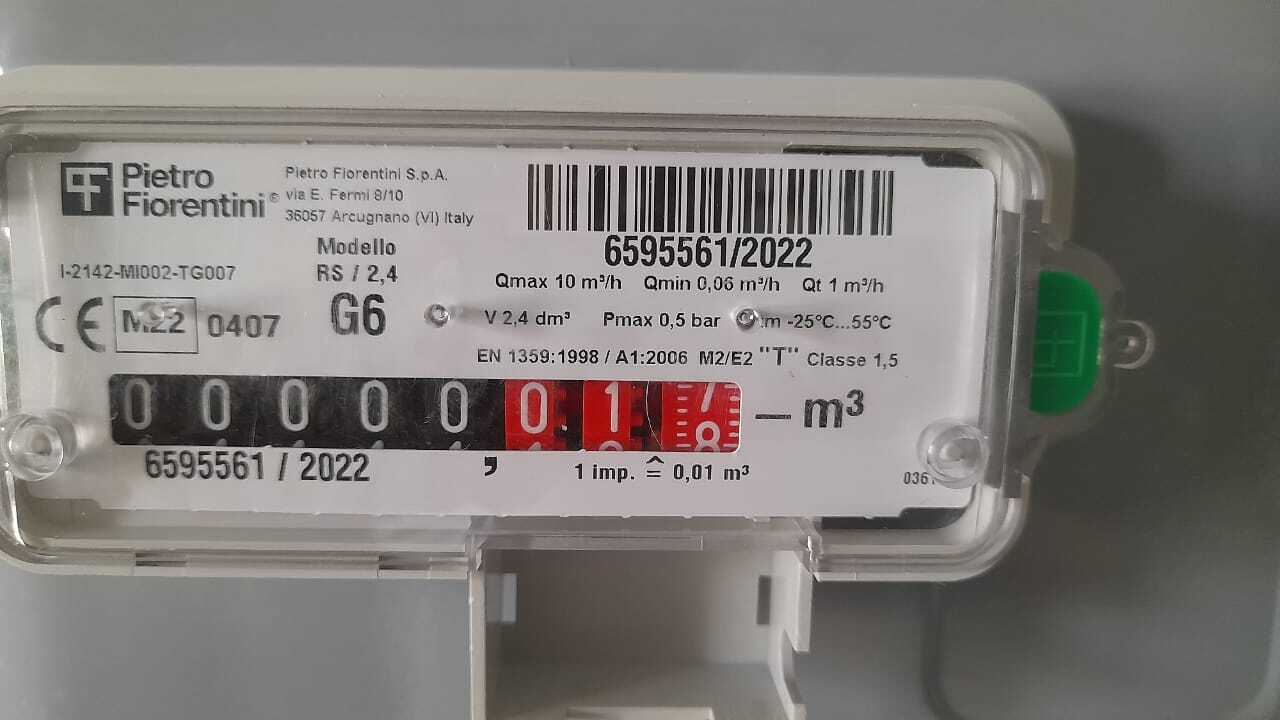 Pietro
Fiorentini®
Pietro Fiorentini S.p.A.
via E. Fermi 8/10
36057 Arcugnano (VI) Italy
6595561/2022
Modello
RS / 2,4
G6
I-2142-MI002-TG007
CE M22 0407
Qmax 10 m³/h Qmin 0,06 m³/h Qt 1 m³/h
V 2,4 dm³ Pmax 0,5 bar -25°C...55°C
EN 1359:1998 / A1:2006 M2/E2 "T" Classe 1,5
0 0 0 0 0 0 1 7 — m³
8
6595561 / 2022 , 1 imp. ≙ 0,01 m³